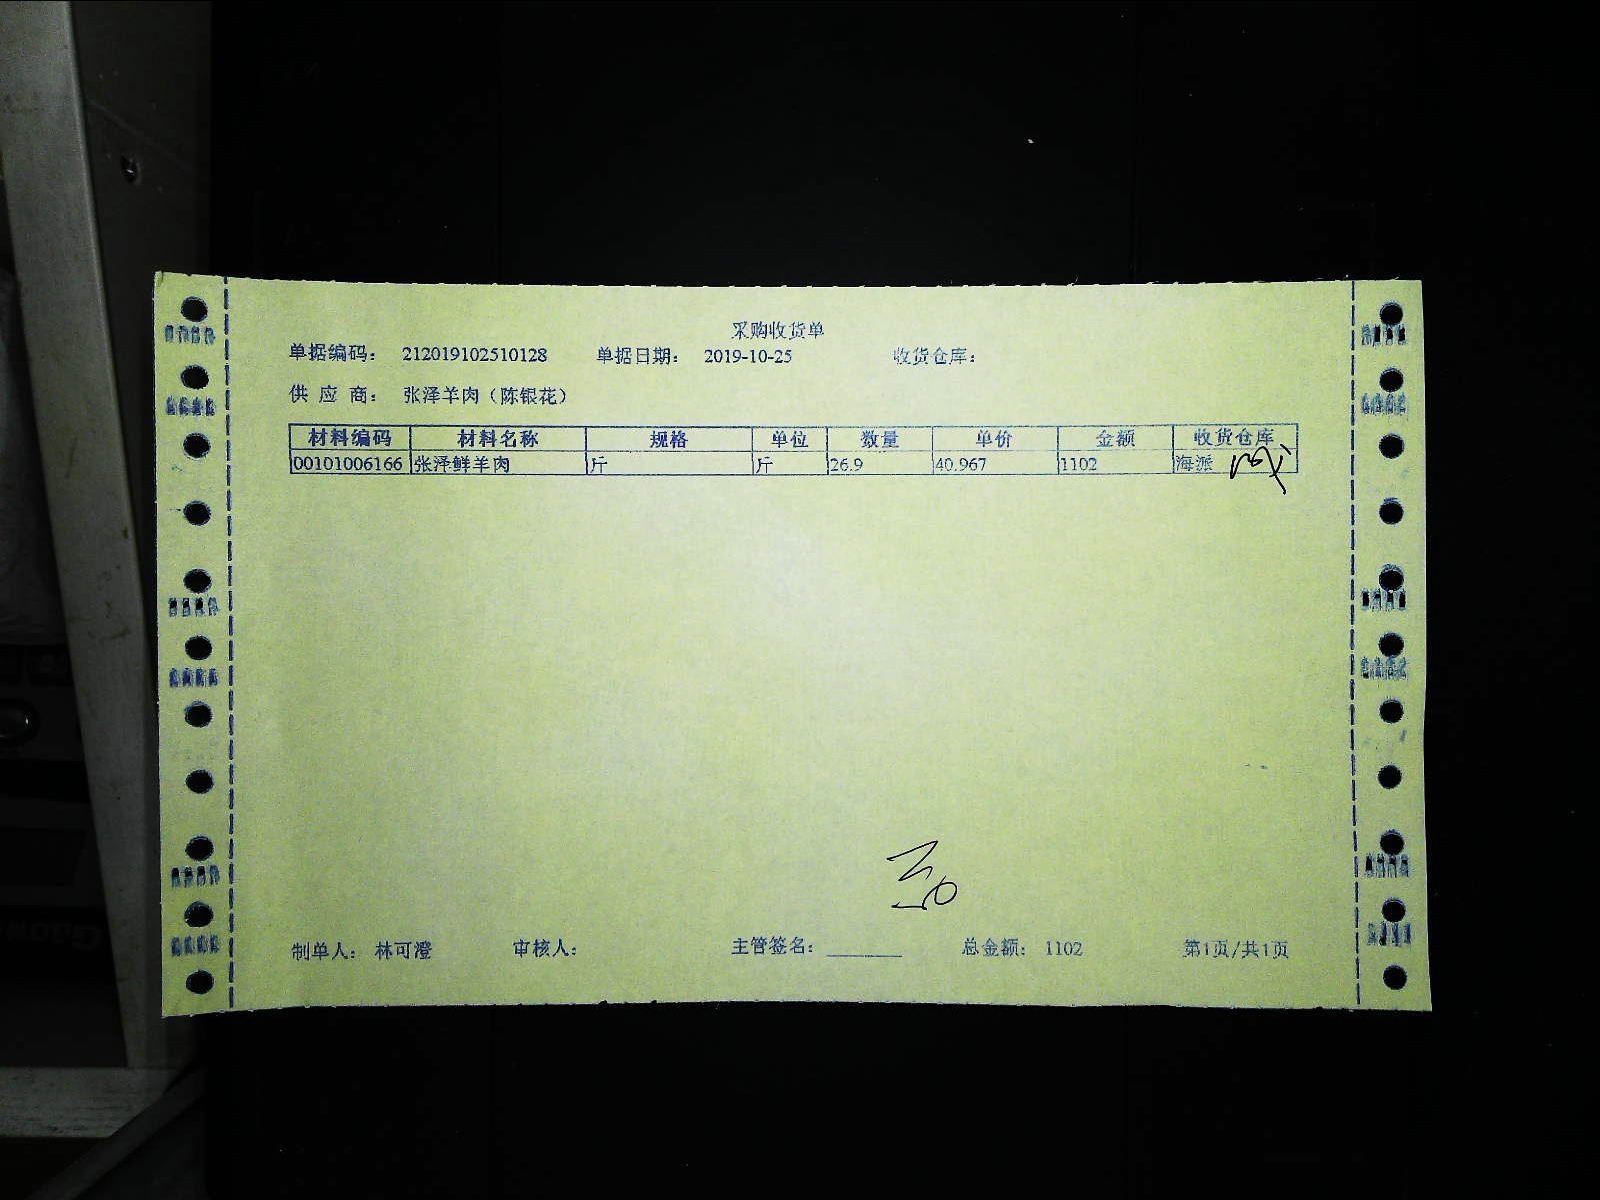 采购收货单
单据编码： 212019102510128 单据日期： 2019-10-25 收货仓库：
供 应 商： 张泽羊肉（陈银花）
材料编码 材料名称 规格 单位 数量 单价 金额 收货仓库
00101006166 张泽鲜羊肉 斤 斤 26.9 40.967 1102 海派
制单人： 林可澄 审核人： 主管签名：________ 总金额： 1102 第1页/共1页